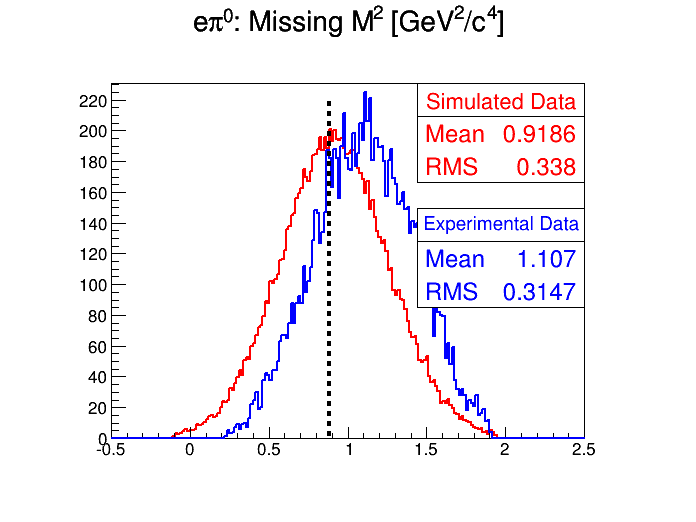 eπ⁰: Missing M² [GeV²/c⁴]
Simulated Data
Mean 0.9186
RMS 0.338
Experimental Data
Mean 1.107
RMS 0.3147
220
200
180
160
140
120
100
80
60
40
20
0
-0.5 0 0.5 1 1.5 2 2.5